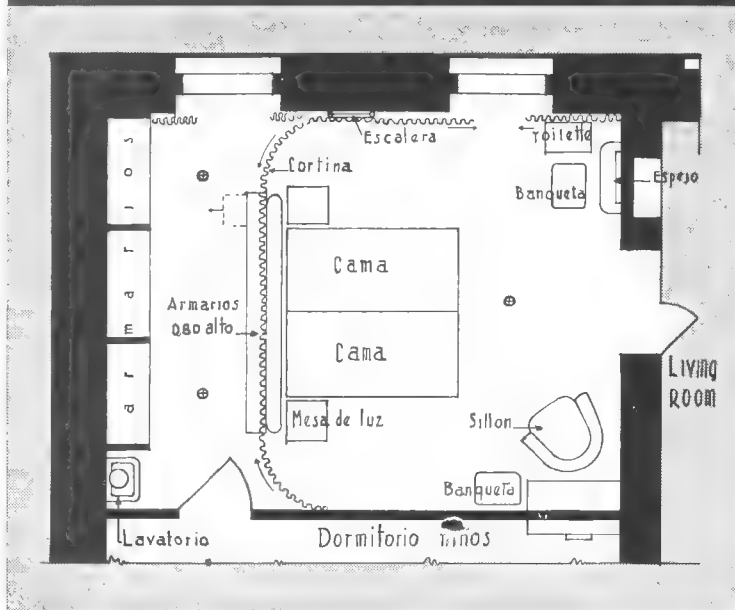 Escalera
Toilette
Cortina
Espejo
Banqueta
armarios
Cama
Armarios
0.80 alto
Cama
Living
Room
Mesa de luz
Sillon
Banqueta
Lavatorio
Dormitorio niños